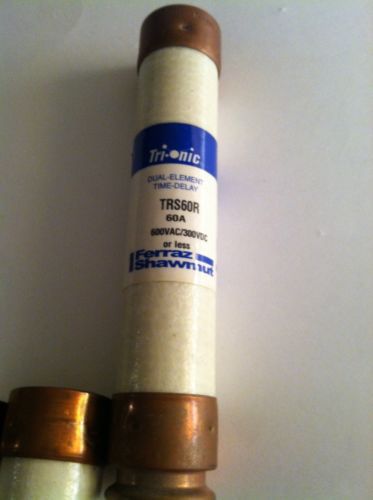 Tri-onic
DUAL-ELEMENT
TIME-DELAY
TRS60R
60A
600VAC/300VDC
or less
Ferraz
Shawmut